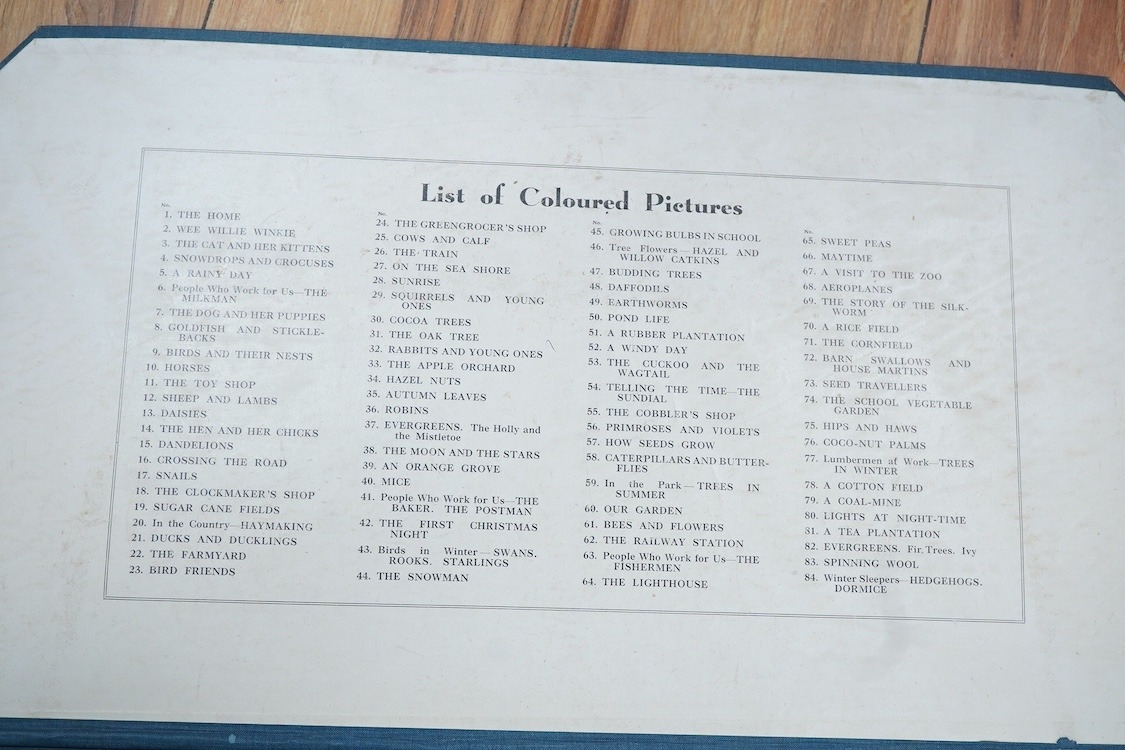 List of Coloured Pictures
No.
1. THE HOME
2. WEE WILLIE WINKIE
3. THE CAT AND HER KITTENS
4. SNOWDROPS AND CROCUSES
5. A RAINY DAY
6. People Who Work for Us—THE
MILKMAN
7. THE DOG AND HER PUPPIES
8. GOLDFISH AND STICKLE-
BACKS
9. BIRDS AND THEIR NESTS
10. HORSES
11. THE TOY SHOP
12. SHEEP AND LAMBS
13. DAISIES
14. THE HEN AND HER CHICKS
15. DANDELIONS
16. CROSSING THE ROAD
17. SNAILS
18. THE CLOCKMAKER'S SHOP
19. SUGAR CANE FIELDS
20. In the Country—HAYMAKING
21. DUCKS AND DUCKLINGS
22. THE FARMYARD
23. BIRD FRIENDS
No.
24. THE GREENGROCER'S SHOP
25. COWS AND CALF
26. THE TRAIN
27. ON THE SEA SHORE
28. SUNRISE
29. SQUIRRELS AND YOUNG
ONES
30. COCOA TREES
31. THE OAK TREE
32. RABBITS AND YOUNG ONES
33. THE APPLE ORCHARD
34. HAZEL NUTS
35. AUTUMN LEAVES
36. ROBINS
37. EVERGREENS. The Holly and
the Mistletoe
38. THE MOON AND THE STARS
39. AN ORANGE GROVE
40. MICE
41. People Who Work for Us—THE
BAKER. THE POSTMAN
42. THE FIRST CHRISTMAS
NIGHT
43. Birds in Winter—SWANS.
ROOKS. STARLINGS
44. THE SNOWMAN
No.
45. GROWING BULBS IN SCHOOL
46. Tree Flowers—HAZEL AND
WILLOW CATKINS
47. BUDDING TREES
48. DAFFODILS
49. EARTHWORMS
50. POND LIFE
51. A RUBBER PLANTATION
52. A WINDY DAY
53. THE CUCKOO AND THE
WAGTAIL
54. TELLING THE TIME—THE
SUNDIAL
55. THE COBBLER'S SHOP
56. PRIMROSES AND VIOLETS
57. HOW SEEDS GROW
58. CATERPILLARS AND BUTTER-
FLIES
59. In the Park—TREES IN
SUMMER
60. OUR GARDEN
61. BEES AND FLOWERS
62. THE RAILWAY STATION
63. People Who Work for Us—THE
FISHERMEN
64. THE LIGHTHOUSE
No.
65. SWEET PEAS
66. MAYTIME
67. A VISIT TO THE ZOO
68. AEROPLANES
69. THE STORY OF THE SILK-
WORM
70. A RICE FIELD
71. THE CORNFIELD
72. BARN SWALLOWS AND
HOUSE MARTINS
73. SEED TRAVELLERS
74. THE SCHOOL VEGETABLE
GARDEN
75. HIPS AND HAWS
76. COCO-NUT PALMS
77. Lumbermen at Work—TREES
IN WINTER
78. A COTTON FIELD
79. A COAL-MINE
80. LIGHTS AT NIGHT-TIME
81. A TEA PLANTATION
82. EVERGREENS. Fir Trees. Ivy
83. SPINNING WOOL
84. Winter Sleepers—HEDGEHOGS.
DORMICE